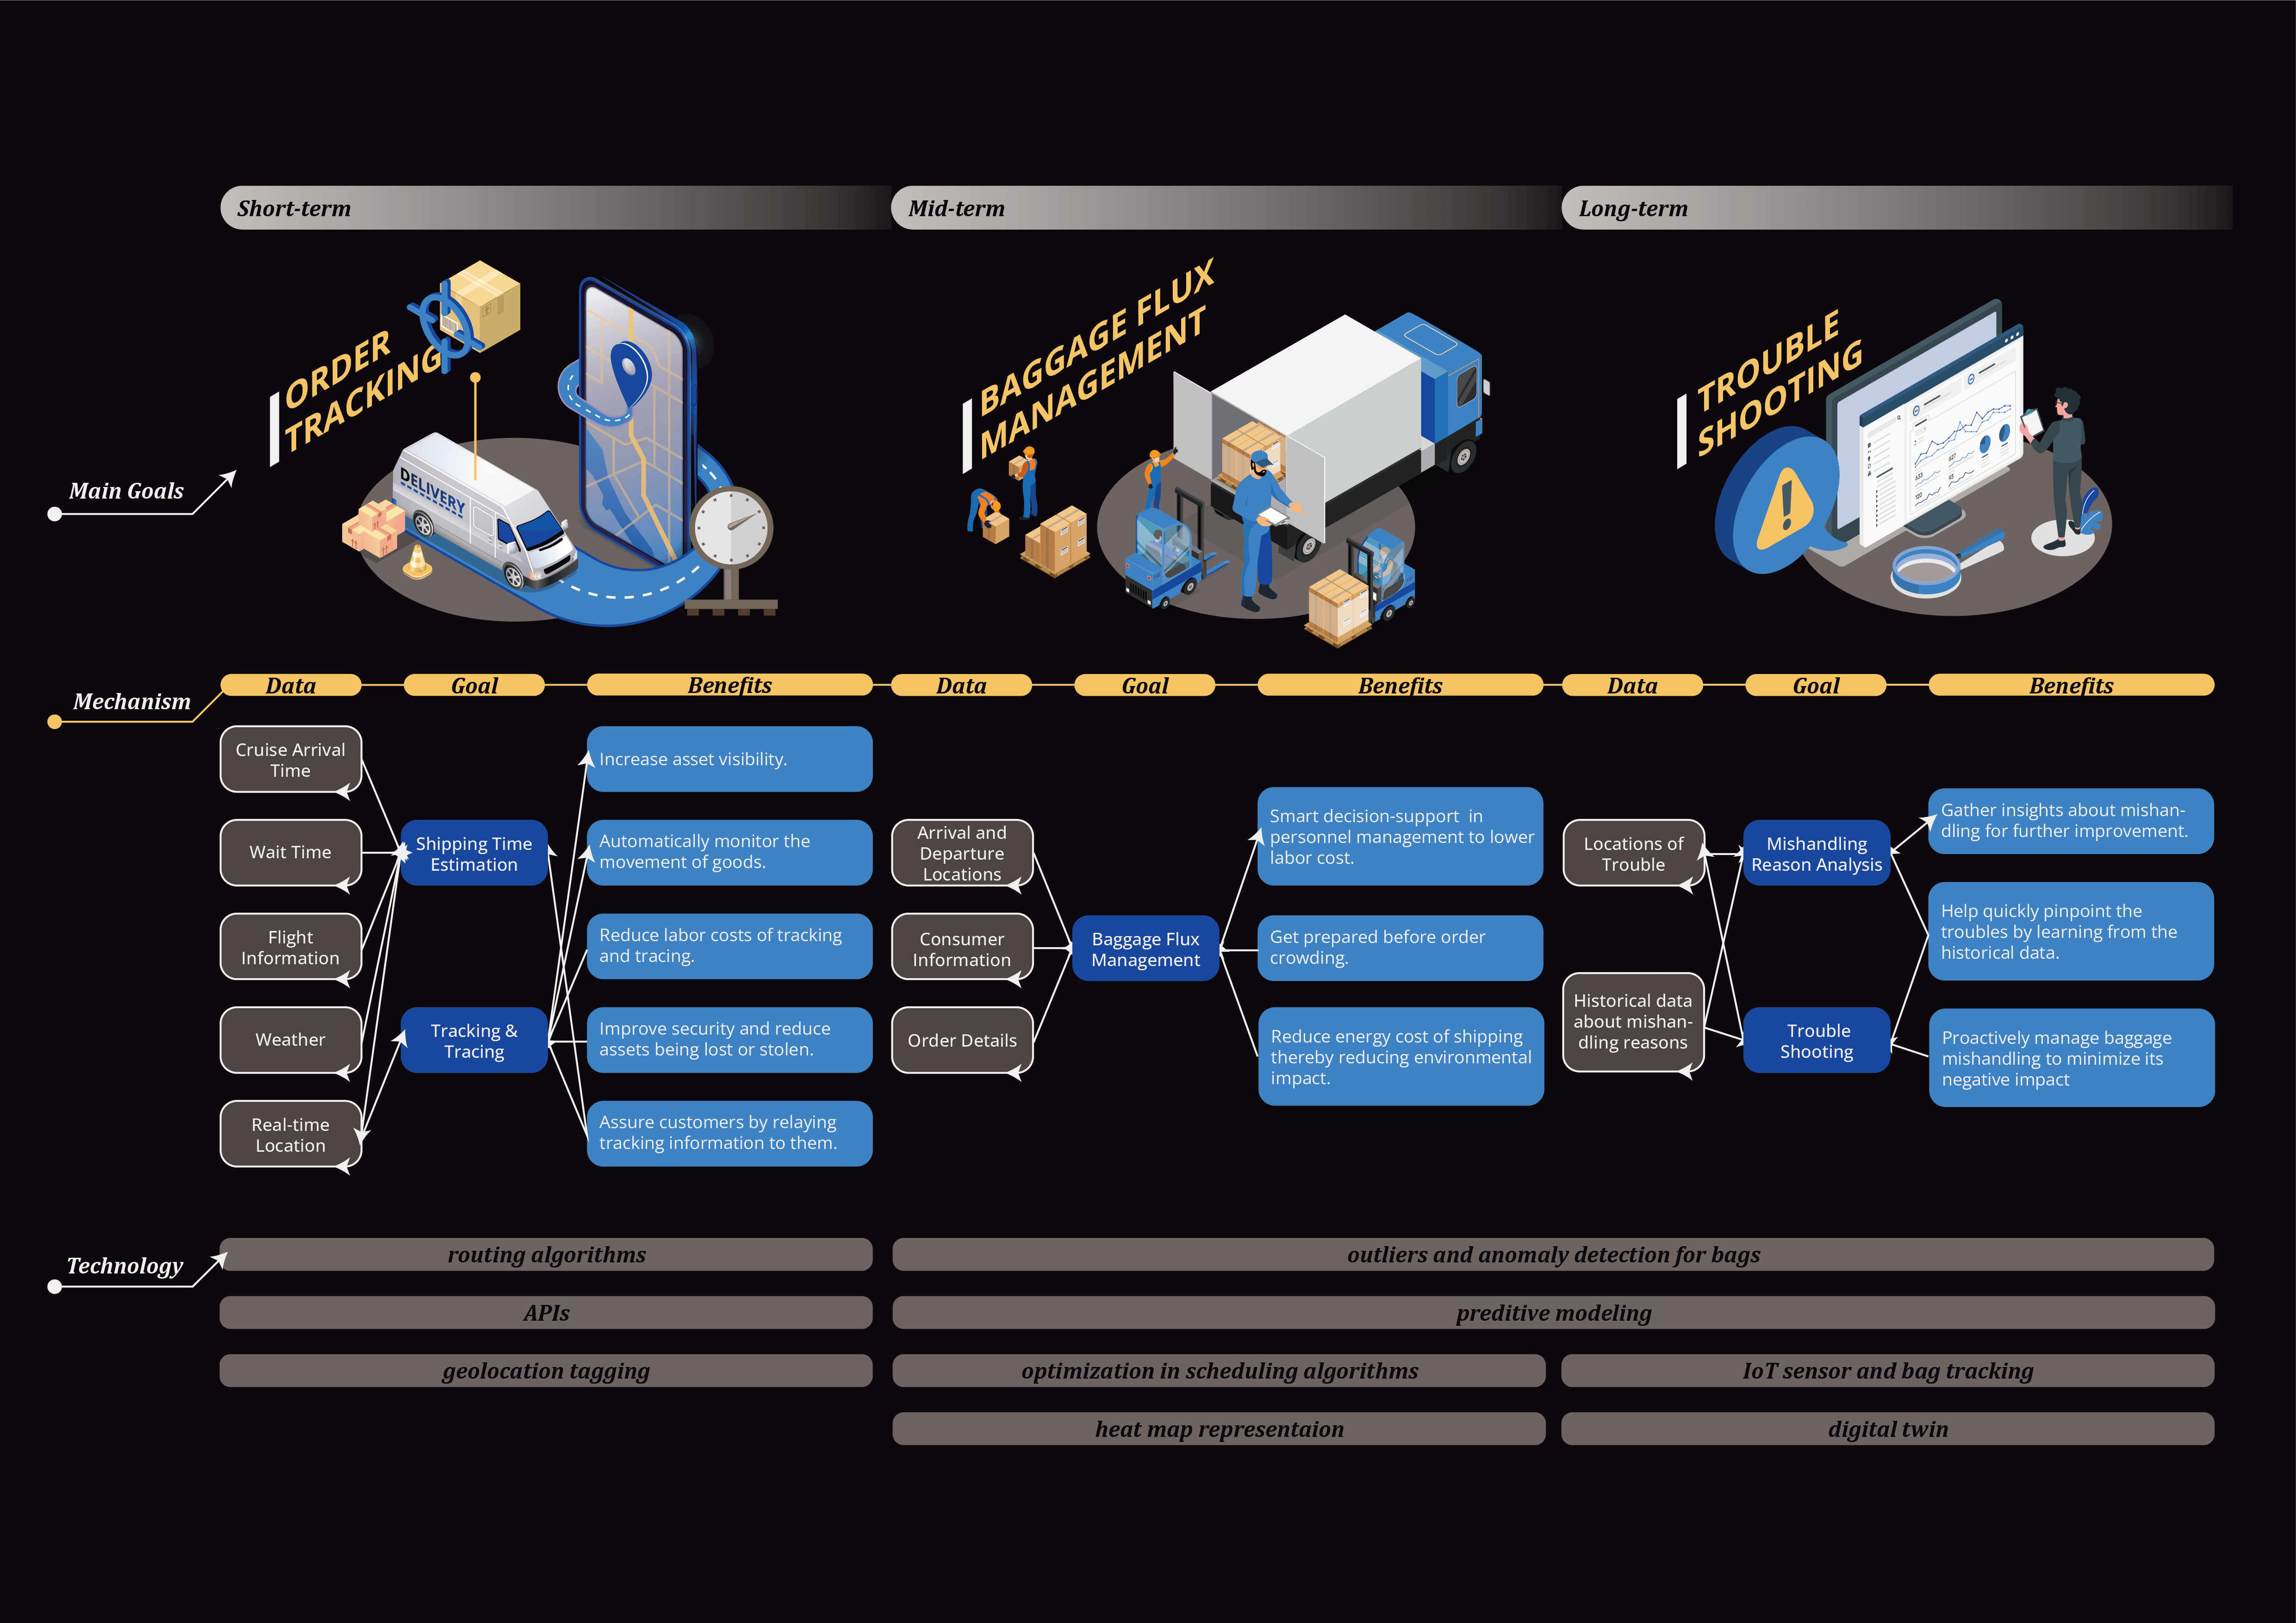 Short-term
Mid-term
Long-term
ORDER
TRACKING
DELIVERY
BAGGAGE FLUX
MANAGEMENT
TROUBLE
SHOOTING
Main Goals
Mechanism
Data
Goal
Benefits
Data
Goal
Benefits
Data
Goal
Benefits
Cruise Arrival
Time
Wait Time
Flight
Information
Weather
Real-time
Location
Shipping Time
Estimation
Tracking &
Tracing
Increase asset visibility.
Automatically monitor the
movement of goods.
Reduce labor costs of tracking
and tracing.
Improve security and reduce
assets being lost or stolen.
Assure customers by relaying
tracking information to them.
Arrival and
Departure
Locations
Consumer
Information
Order Details
Baggage Flux
Management
Smart decision-support in
personnel management to lower
labor cost.
Get prepared before order
crowding.
Reduce energy cost of shipping
thereby reducing environmental
impact.
Locations of
Trouble
Historical data
about mishan-
dling reasons
Mishandling
Reason Analysis
Trouble
Shooting
Gather insights about mishan-
dling for further improvement.
Help quickly pinpoint the
troubles by learning from the
historical data.
Proactively manage baggage
mishandling to minimize its
negative impact
Technology
routing algorithms
outliers and anomaly detection for bags
APIs
preditive modeling
geolocation tagging
optimization in scheduling algorithms
IoT sensor and bag tracking
heat map representaion
digital twin